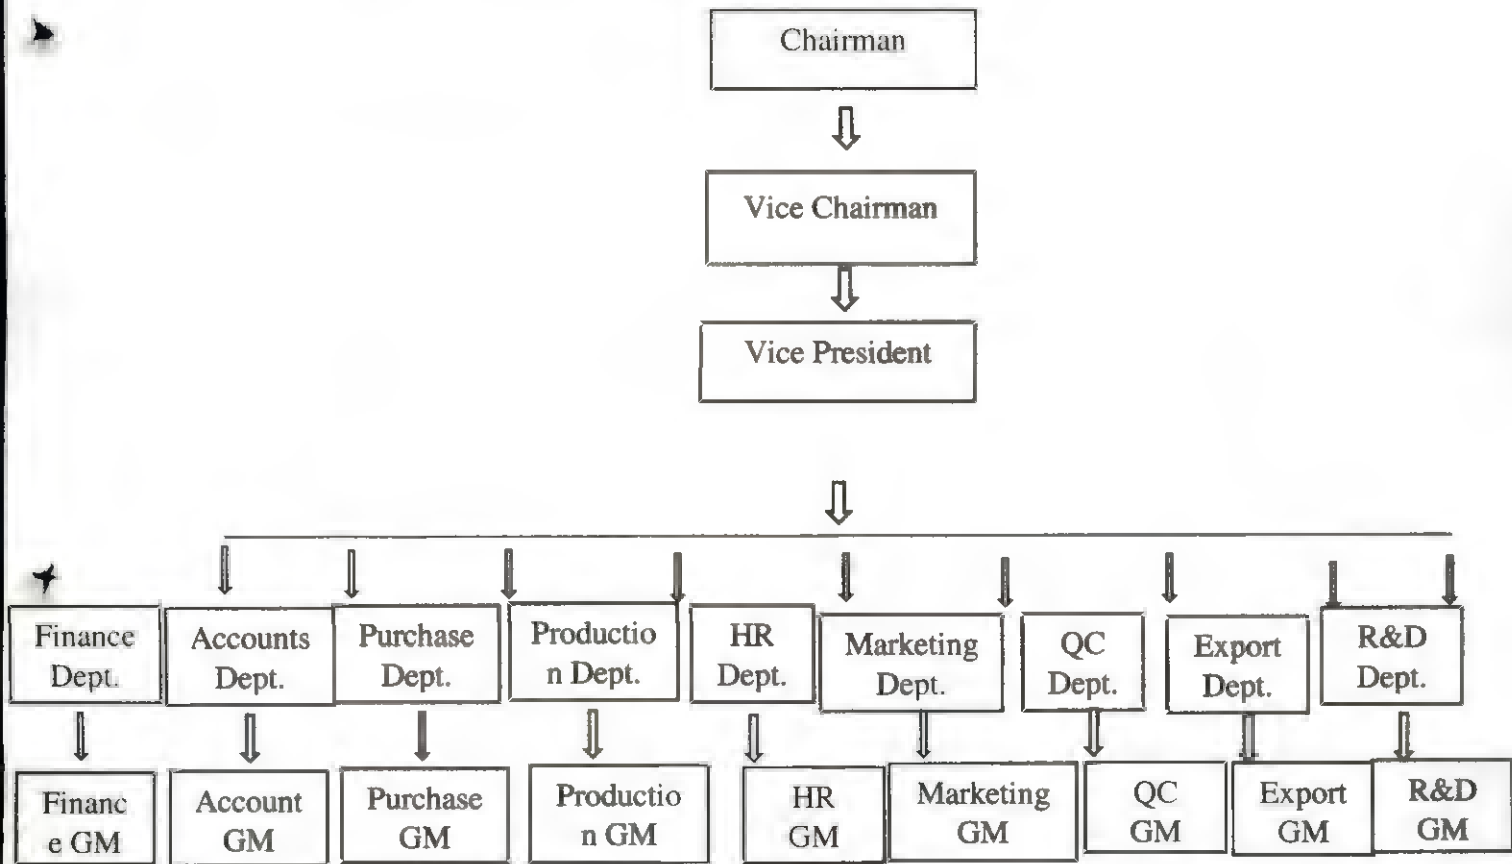 Chairman
Vice Chairman
Vice President
Finance
Dept.
Accounts
Dept.
Purchase
Dept.
Productio
n Dept.
HR
Dept.
Marketing
Dept.
QC
Dept.
Export
Dept.
R&D
Dept.
Financ
e GM
Account
GM
Purchase
GM
Productio
n GM
HR
GM
Marketing
GM
QC
GM
Export
GM
R&D
GM